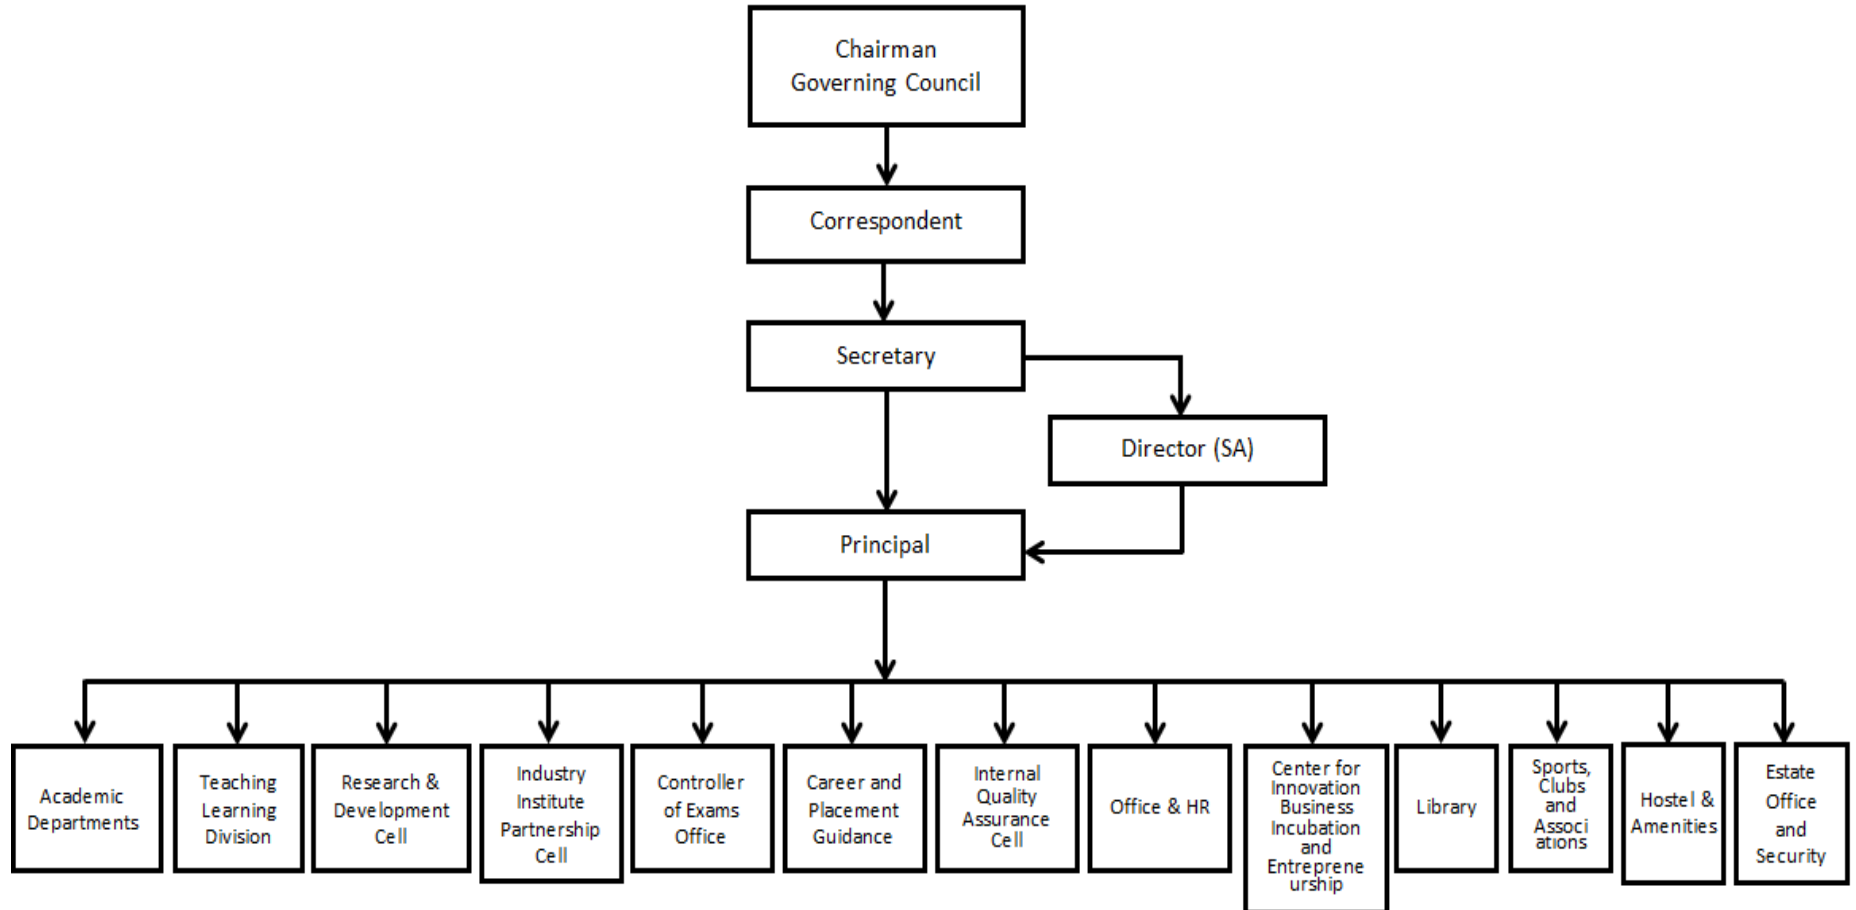 Chairman
Governing Council
Correspondent
Secretary
Director (SA)
Principal
Academic
Departments
Teaching
Learning
Division
Research &
Development
Cell
Industry
Institute
Partnership
Cell
Controller
of Exams
Office
Career and
Placement
Guidance
Internal
Quality
Assurance
Cell
Office & HR
Center for
Innovation
Business
Incubation
and
Entreprene
urship
Library
Sports,
Clubs
and
Associ
ations
Hostel &
Amenities
Estate
Office
and
Security